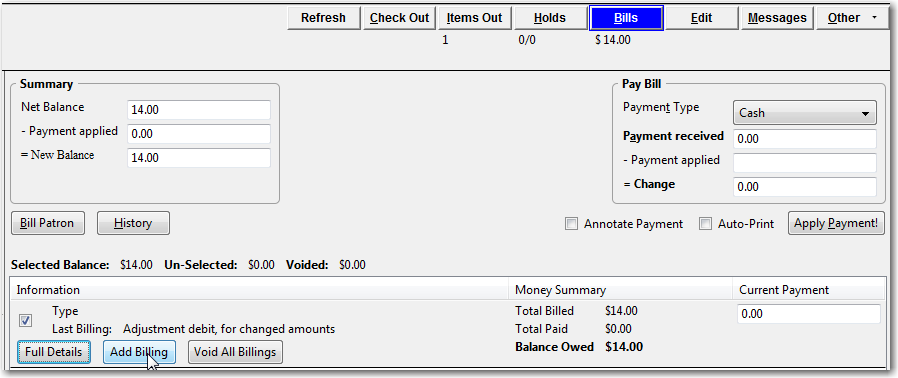 Refresh Check Out Items Out Holds Bills Edit Messages Other
1 0/0 $ 14.00
Summary
Net Balance 14.00
- Payment applied 0.00
= New Balance 14.00
Pay Bill
Payment Type Cash
Payment received 0.00
- Payment applied
= Change 0.00
Bill Patron History Annotate Payment Auto-Print Apply Payment!
Selected Balance: $14.00 Un-Selected: $0.00 Voided: $0.00
Information Money Summary Current Payment
Type Total Billed $14.00 0.00
Last Billing: Adjustment debit, for changed amounts Total Paid $0.00
Full Details Add Billing Void All Billings Balance Owed $14.00